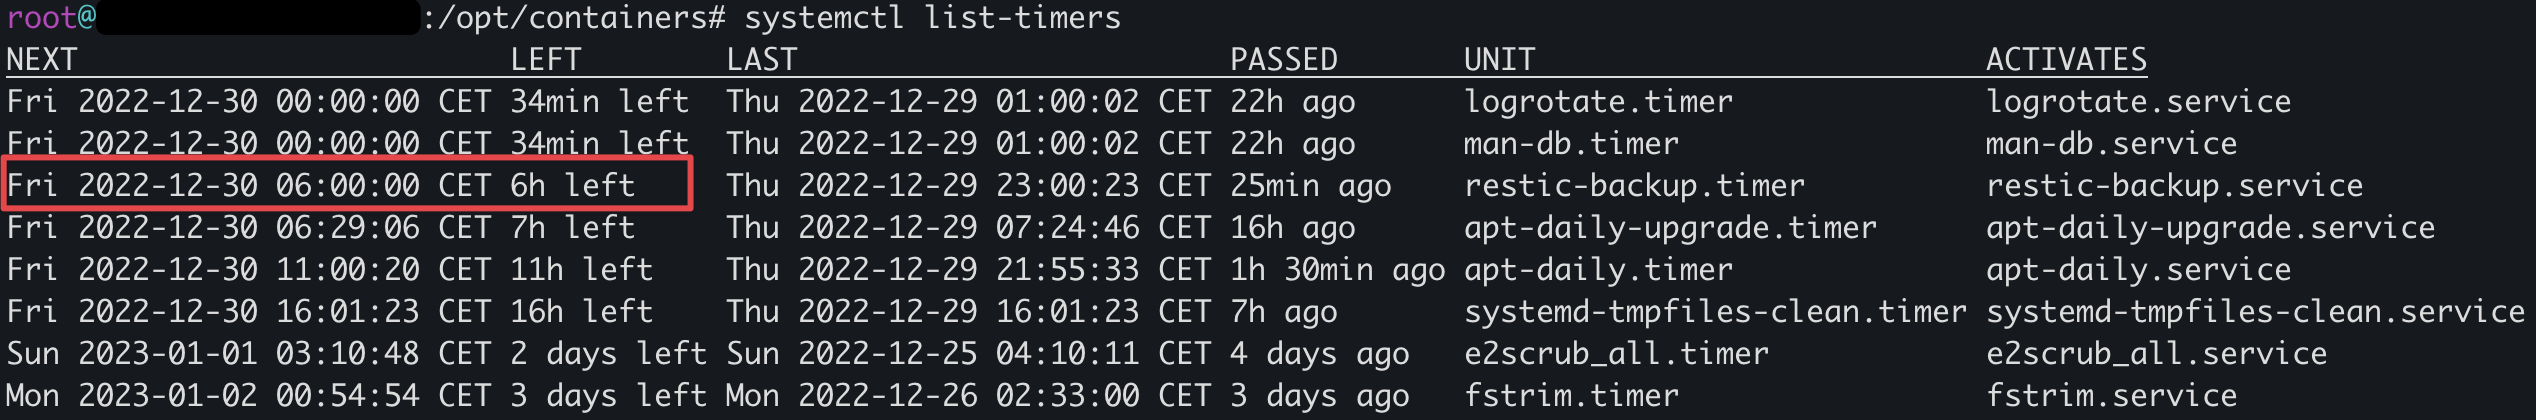 root@:/opt/containers# systemctl list-timers
NEXT LEFT LAST PASSED UNIT ACTIVATES
Fri 2022-12-30 00:00:00 CET 34min left Thu 2022-12-29 01:00:02 CET 22h ago logrotate.timer logrotate.service
Fri 2022-12-30 00:00:00 CET 34min left Thu 2022-12-29 01:00:02 CET 22h ago man-db.timer man-db.service
Fri 2022-12-30 06:00:00 CET 6h left Thu 2022-12-29 23:00:23 CET 25min ago restic-backup.timer restic-backup.service
Fri 2022-12-30 06:29:06 CET 7h left Thu 2022-12-29 07:24:46 CET 16h ago apt-daily-upgrade.timer apt-daily-upgrade.service
Fri 2022-12-30 11:00:20 CET 11h left Thu 2022-12-29 21:55:33 CET 1h 30min ago apt-daily.timer apt-daily.service
Fri 2022-12-30 16:01:23 CET 16h left Thu 2022-12-29 16:01:23 CET 7h ago systemd-tmpfiles-clean.timer systemd-tmpfiles-clean.service
Sun 2023-01-01 03:10:48 CET 2 days left Sun 2022-12-25 04:10:11 CET 4 days ago e2scrub_all.timer e2scrub_all.service
Mon 2023-01-02 00:54:54 CET 3 days left Mon 2022-12-26 02:33:00 CET 3 days ago fstrim.timer fstrim.service